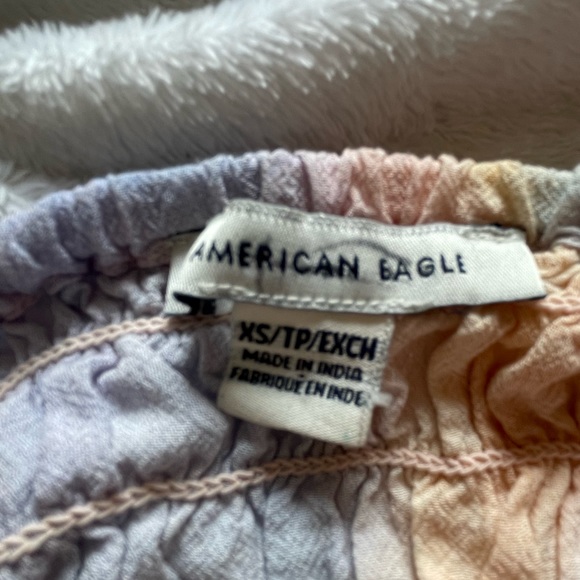 AMERICAN EAGLE
XS/TP/EXCH
MADE IN INDIA
FABRIQUÉ EN INDE